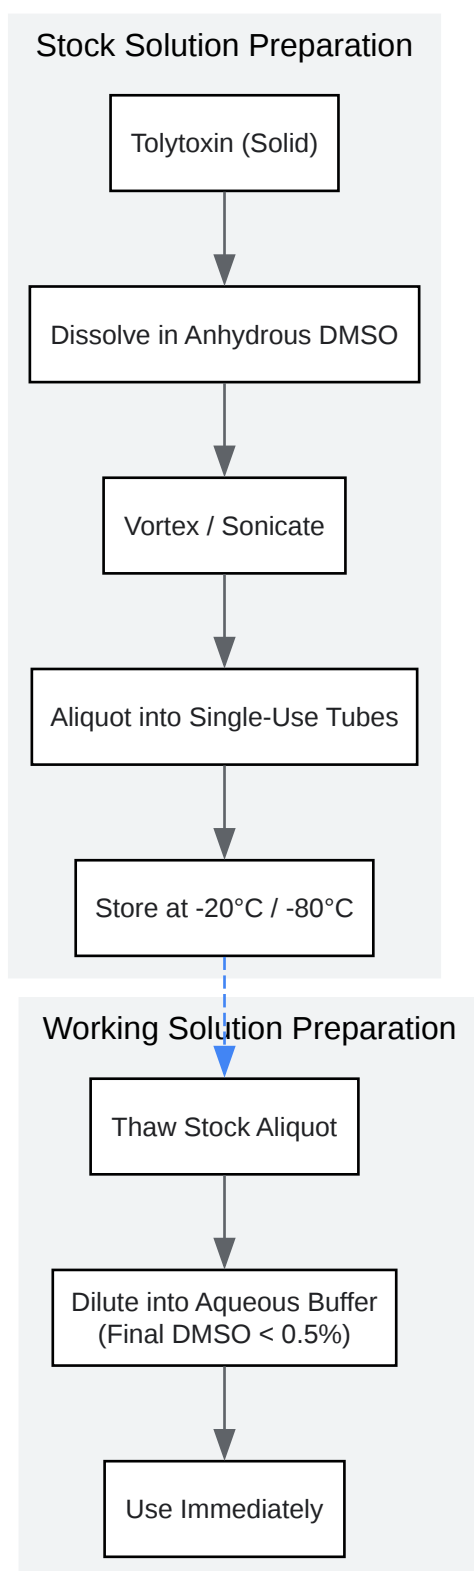 Stock Solution Preparation
Tolytoxin (Solid)
Dissolve in Anhydrous DMSO
Vortex / Sonicate
Aliquot into Single-Use Tubes
Store at -20°C / -80°C
Working Solution Preparation
Thaw Stock Aliquot
Dilute into Aqueous Buffer
(Final DMSO < 0.5%)
Use Immediately